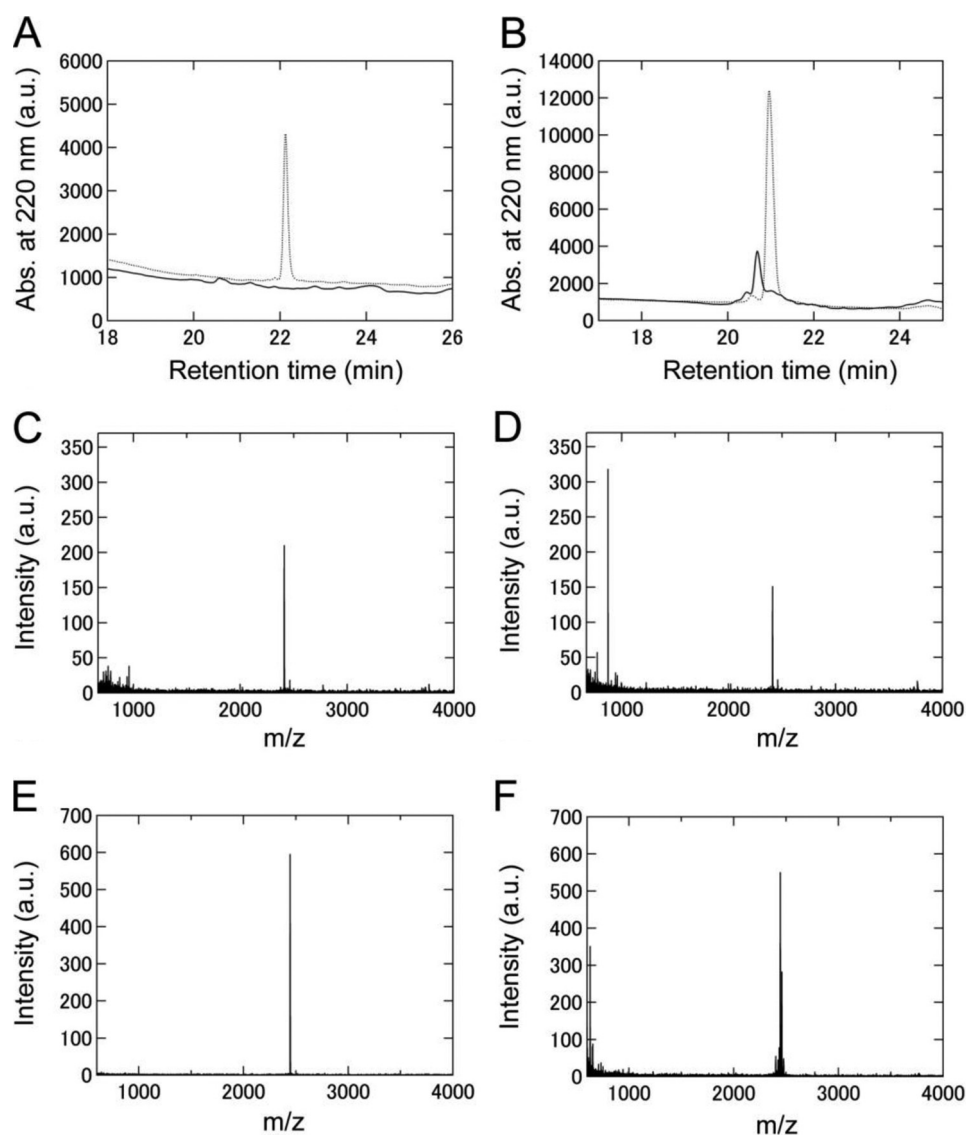 A
Abs. at 220 nm (a.u.)
6000
5000
4000
3000
2000
1000
0
18 20 22 24 26
Retention time (min)
B
Abs. at 220 nm (a.u.)
14000
12000
10000
8000
6000
4000
2000
0
18 20 22 24
Retention time (min)
C
Intensity (a.u.)
350
300
250
200
150
100
50
0
1000 2000 3000 4000
m/z
D
Intensity (a.u.)
350
300
250
200
150
100
50
0
1000 2000 3000 4000
m/z
E
Intensity (a.u.)
700
600
500
400
300
200
100
0
1000 2000 3000 4000
m/z
F
Intensity (a.u.)
700
600
500
400
300
200
100
0
1000 2000 3000 4000
m/z